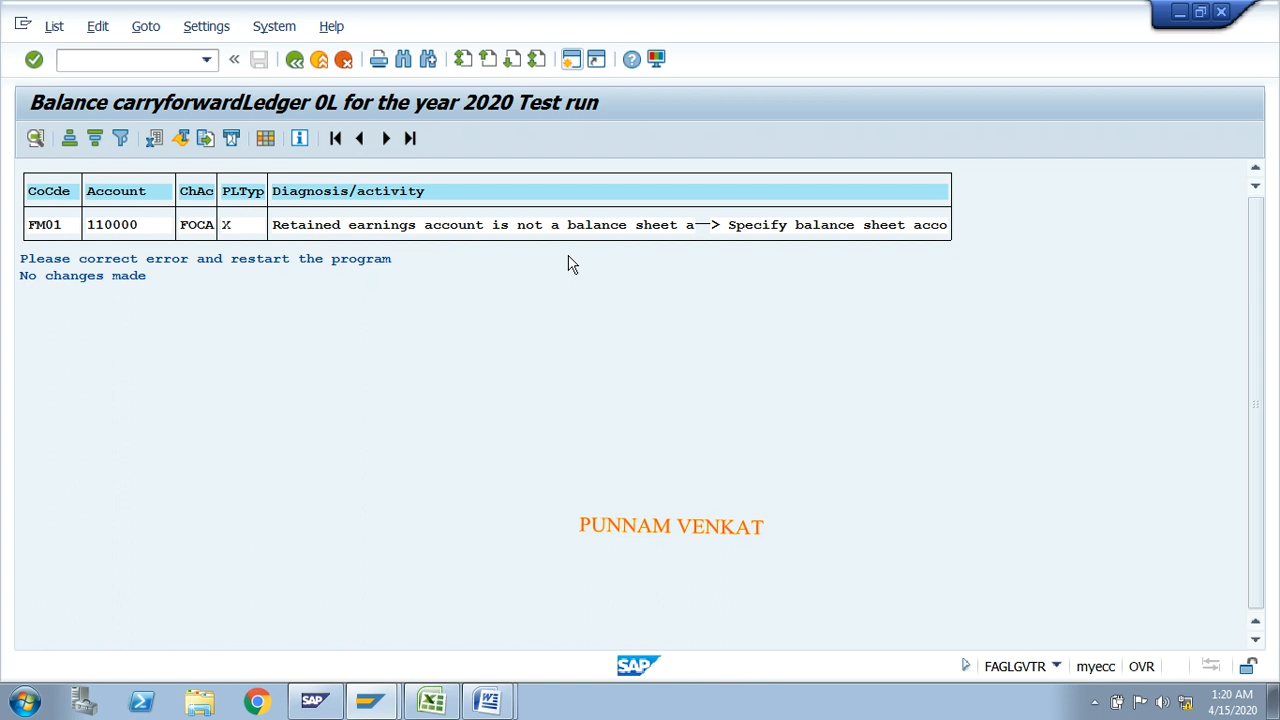 List Edit Goto Settings System Help
Balance carryforwardLedger 0L for the year 2020 Test run
CoCde Account ChAc PLTyp Diagnosis/activity
FM01 110000 FOCA X Retained earnings account is not a balance sheet a—> Specify balance sheet acco
Please correct error and restart the program
No changes made
PUNNAM VENKAT
SAP FAGLGVTR myecc OVR
SAP 1:20 AM
4/15/2020